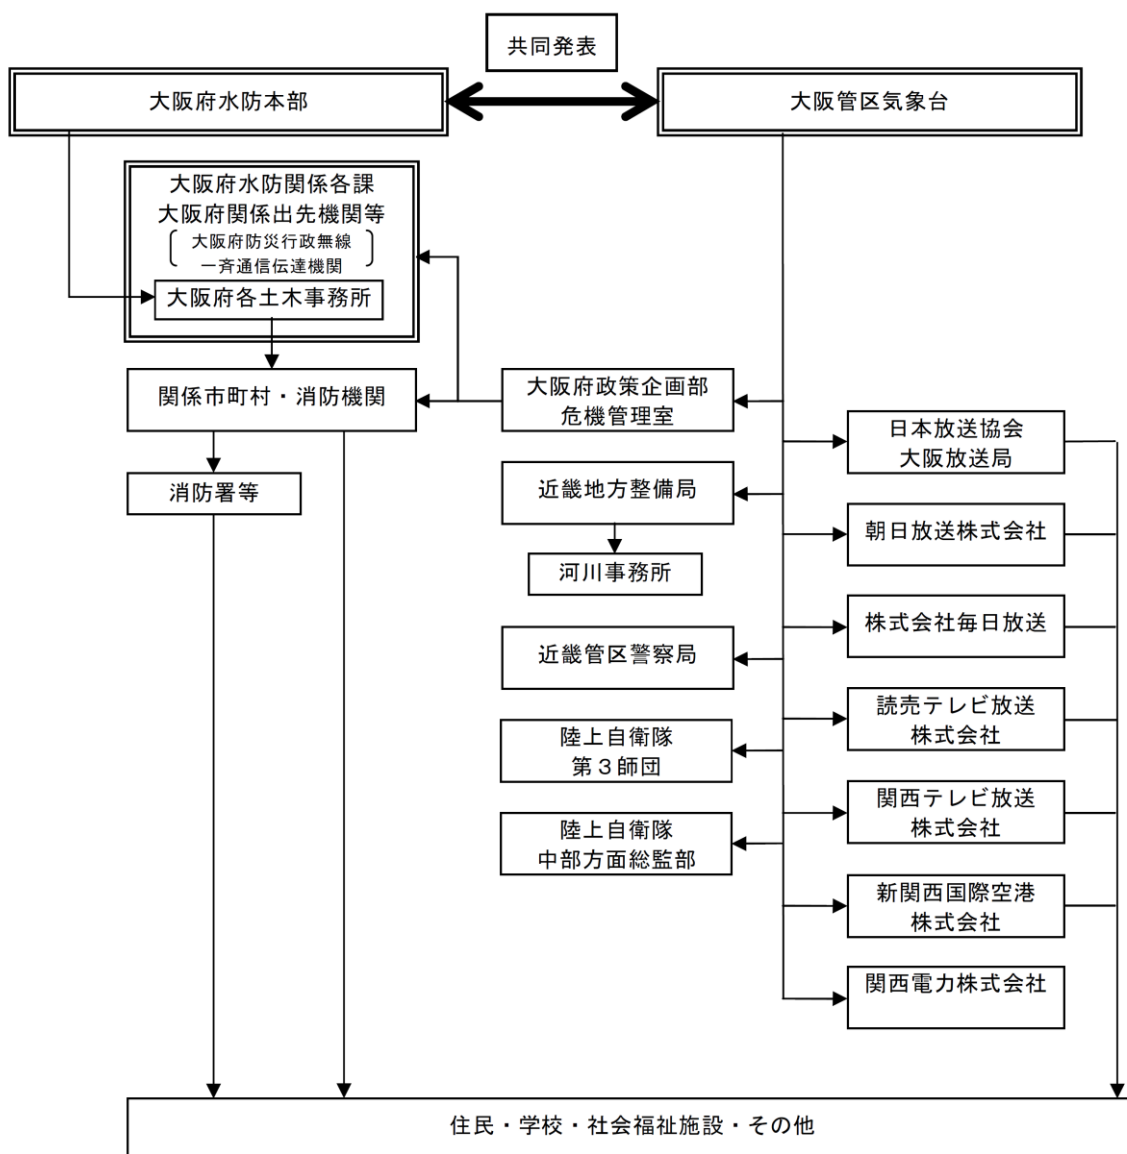 共同発表
大阪府水防本部
大阪管区気象台
大阪府水防関係各課
大阪府関係出先機関等
大阪府防災行政無線
一斉通信伝達機関
大阪府各土木事務所
関係市町村・消防機関
消防署等
大阪府政策企画部
危機管理室
近畿地方整備局
河川事務所
近畿管区警察局
陸上自衛隊
第３師団
陸上自衛隊
中部方面総監部
日本放送協会
大阪放送局
朝日放送株式会社
株式会社毎日放送
読売テレビ放送
株式会社
関西テレビ放送
株式会社
新関西国際空港
株式会社
関西電力株式会社
住民・学校・社会福祉施設・その他